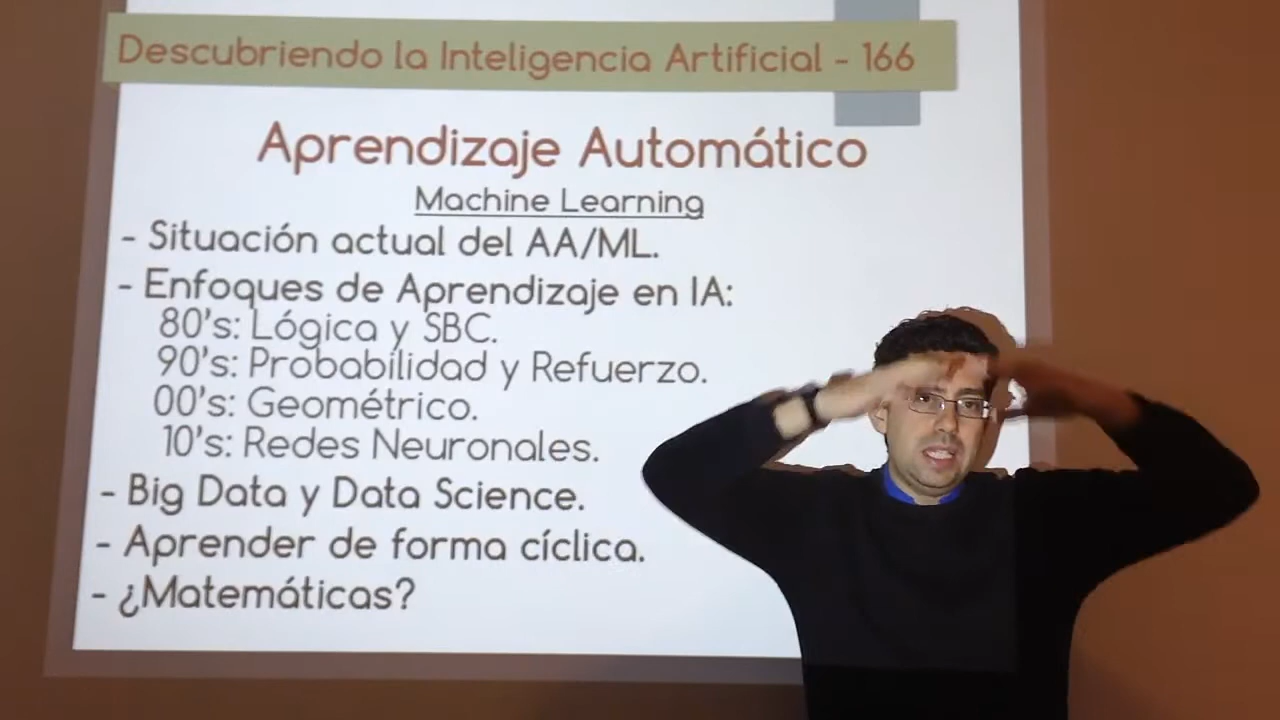 Descubriendo la Inteligencia Artificial - 166
Aprendizaje Automático
Machine Learning
- Situación actual del AA/ML.
- Enfoques de Aprendizaje en IA:
80's: Lógica y SBC.
90's: Probabilidad y Refuerzo.
00's: Geométrico.
10's: Redes Neuronales.
- Big Data y Data Science.
- Aprender de forma cíclica.
- ¿Matemáticas?